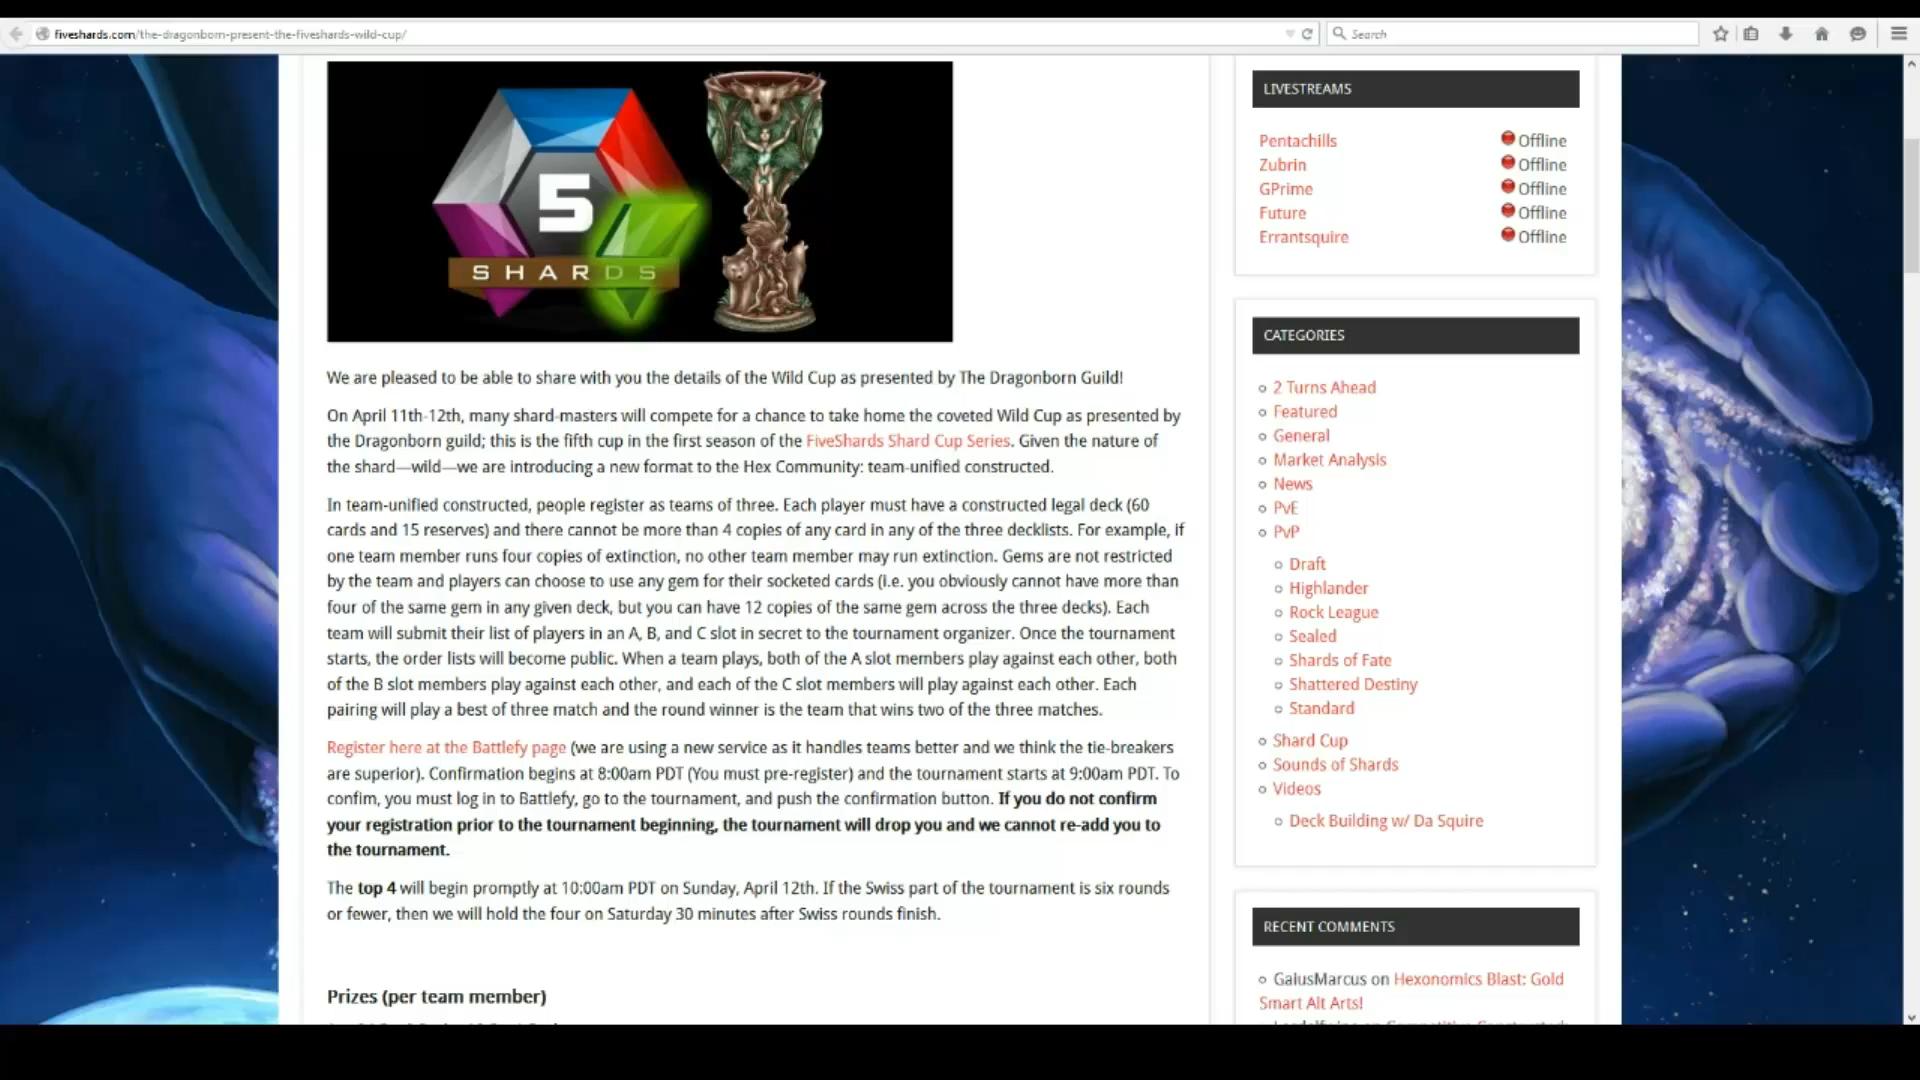 fiveshards.com/the-dragonborn-present-the-fiveshards-wild-cup/
Search
5
SHARDS
We are pleased to be able to share with you the details of the Wild Cup as presented by The Dragonborn Guild!
On April 11th-12th, many shard-masters will compete for a chance to take home the coveted Wild Cup as presented by
the Dragonborn guild; this is the fifth cup in the first season of the FiveShards Shard Cup Series. Given the nature of
the shard—wild—we are introducing a new format to the Hex Community: team-unified constructed.
In team-unified constructed, people register as teams of three. Each player must have a constructed legal deck (60
cards and 15 reserves) and there cannot be more than 4 copies of any card in any of the three decklists. For example, if
one team member runs four copies of extinction, no other team member may run extinction. Gems are not restricted
by the team and players can choose to use any gem for their socketed cards (i.e. you obviously cannot have more than
four of the same gem in any given deck, but you can have 12 copies of the same gem across the three decks). Each
team will submit their list of players in an A, B, and C slot in secret to the tournament organizer. Once the tournament
starts, the order lists will become public. When a team plays, both of the A slot members play against each other, both
of the B slot members play against each other, and each of the C slot members will play against each other. Each
pairing will play a best of three match and the round winner is the team that wins two of the three matches.
Register here at the Battlefy page (we are using a new service as it handles teams better and we think the tie-breakers
are superior). Confirmation begins at 8:00am PDT (You must pre-register) and the tournament starts at 9:00am PDT. To
confim, you must log in to Battlefy, go to the tournament, and push the confirmation button. If you do not confirm
your registration prior to the tournament beginning, the tournament will drop you and we cannot re-add you to
the tournament.
The top 4 will begin promptly at 10:00am PDT on Sunday, April 12th. If the Swiss part of the tournament is six rounds
or fewer, then we will hold the four on Saturday 30 minutes after Swiss rounds finish.
Prizes (per team member)
LIVESTREAMS
Pentachills Offline
Zubrin Offline
GPrime Offline
Future Offline
Errantsquire Offline
CATEGORIES
2 Turns Ahead
Featured
General
Market Analysis
News
PvE
PvP
Draft
Highlander
Rock League
Sealed
Shards of Fate
Shattered Destiny
Standard
Shard Cup
Sounds of Shards
Videos
Deck Building w/ Da Squire
RECENT COMMENTS
GaiusMarcus on Hexonomics Blast: Gold
Smart Alt Arts!